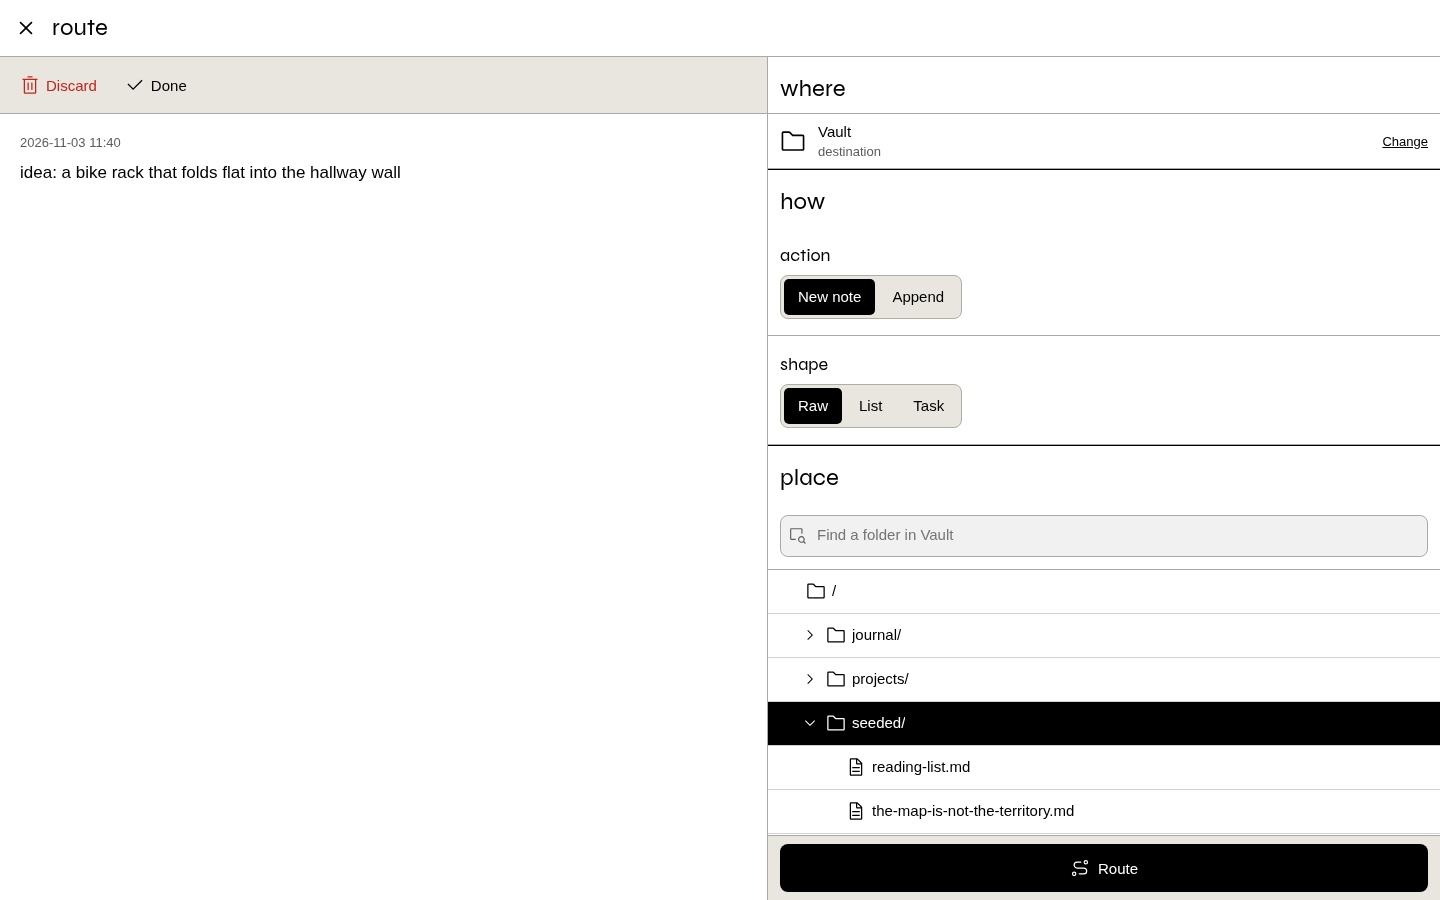 route
Discard
Done
2026-11-03 11:40
idea: a bike rack that folds flat into the hallway wall
where
Vault
destination
Change
how
action
New note
Append
shape
Raw
List
Task
place
Find a folder in Vault
/
journal/
projects/
seeded/
reading-list.md
the-map-is-not-the-territory.md
Route